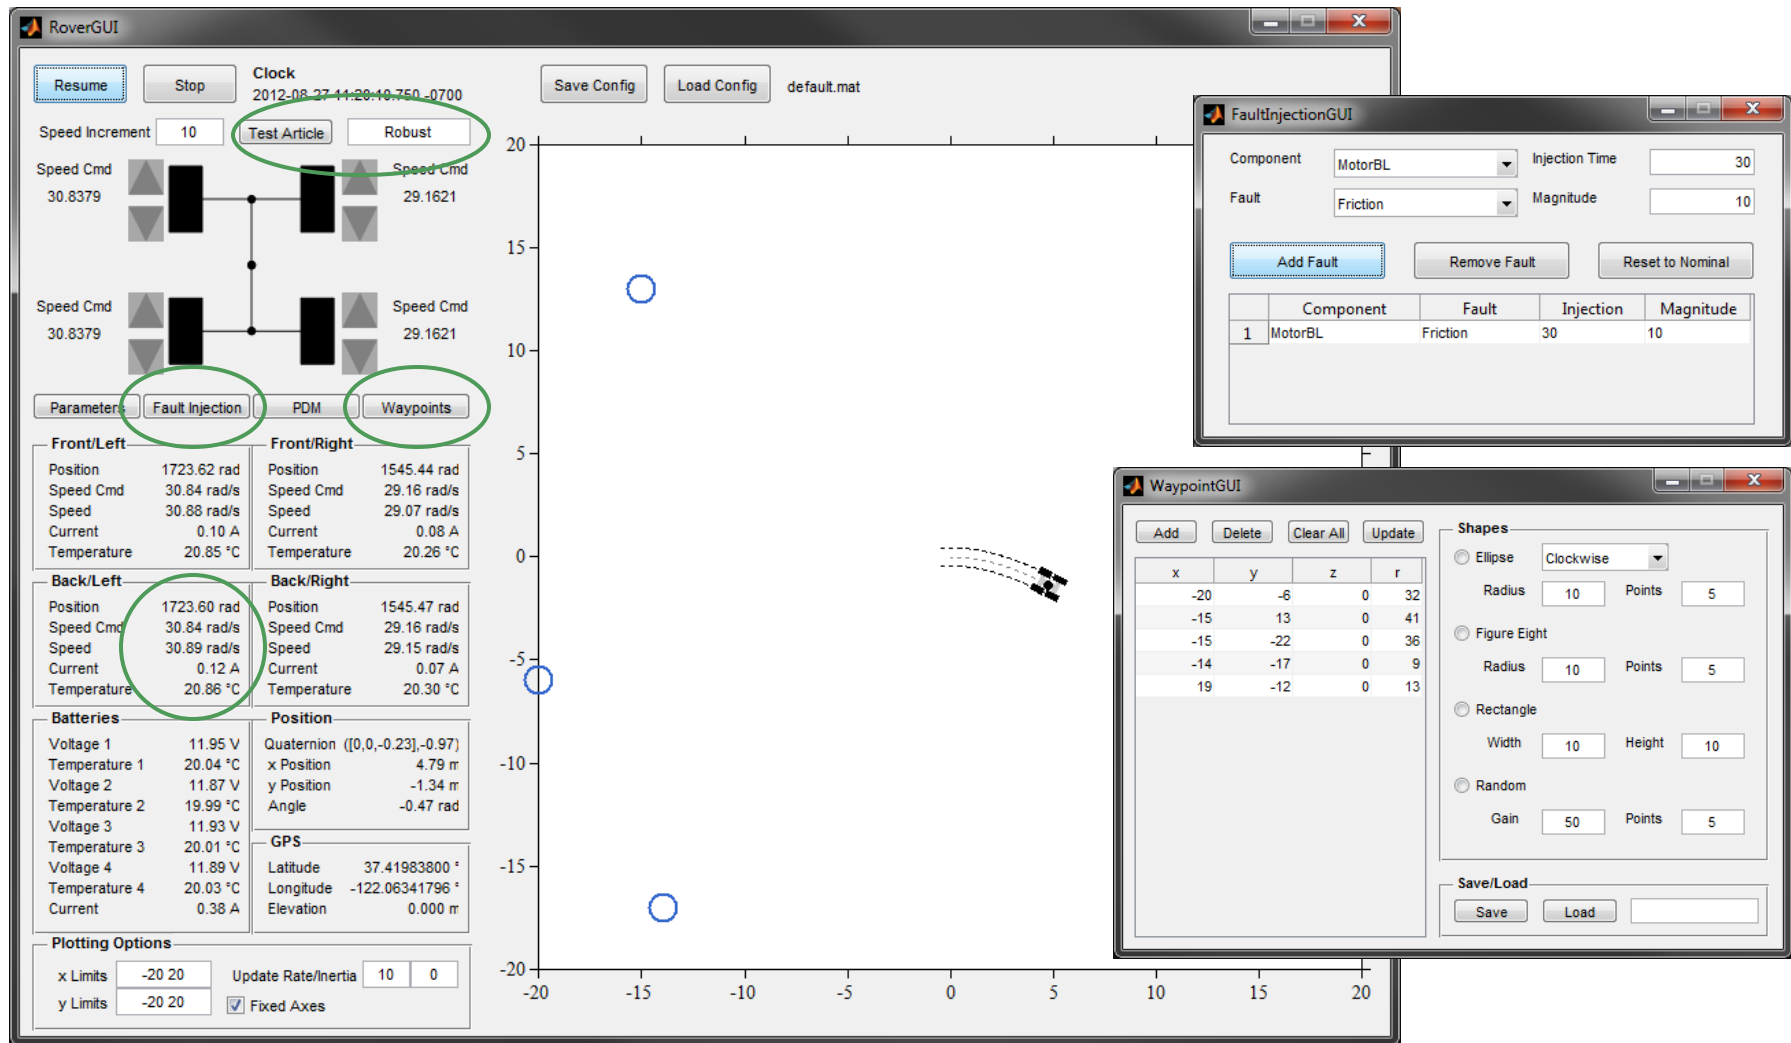 RoverGUI
Resume Stop Clock
2012-08-27 11:20:10.750 -0700
Save Config Load Config default.mat
Speed Increment 10 Test Article Robust
Speed Cmd Speed Cmd
30.8379 29.1621
Speed Cmd Speed Cmd
30.8379 29.1621
Parameters Fault Injection PDM Waypoints
Front/Left
Position 1723.62 rad
Speed Cmd 30.84 rad/s
Speed 30.88 rad/s
Current 0.10 A
Temperature 20.85 °C
Front/Right
Position 1545.44 rad
Speed Cmd 29.16 rad/s
Speed 29.07 rad/s
Current 0.08 A
Temperature 20.26 °C
Back/Left
Position 1723.60 rad
Speed Cmd 30.84 rad/s
Speed 30.89 rad/s
Current 0.12 A
Temperature 20.86 °C
Back/Right
Position 1545.47 rad
Speed Cmd 29.16 rad/s
Speed 29.15 rad/s
Current 0.07 A
Temperature 20.30 °C
Batteries
Voltage 1 11.95 V
Temperature 1 20.04 °C
Voltage 2 11.87 V
Temperature 2 19.99 °C
Voltage 3 11.93 V
Temperature 3 20.01 °C
Voltage 4 11.89 V
Temperature 4 20.03 °C
Current 0.38 A
Position
Quaternion ([0,0,-0.23],-0.97)
x Position 4.79 m
y Position -1.34 m
Angle -0.47 rad
GPS
Latitude 37.41983800 °
Longitude -122.06341796 °
Elevation 0.000 m
Plotting Options
x Limits -20 20 Update Rate/Inertia 10 0
y Limits -20 20 Fixed Axes
20
15
10
5
0
-5
-10
-15
-20
-20 -15 -10 -5 0 5 10 15 20
FaultInjectionGUI
Component MotorBL Injection Time 30
Fault Friction Magnitude 10
Add Fault Remove Fault Reset to Nominal
Component Fault Injection Magnitude
1 MotorBL Friction 30 10
WaypointGUI
Add Delete Clear All Update
x y z r
-20 -6 0 32
-15 13 0 41
-15 -22 0 36
-14 -17 0 9
19 -12 0 13
Shapes
Ellipse Clockwise
Radius 10 Points 5
Figure Eight
Radius 10 Points 5
Rectangle
Width 10 Height 10
Random
Gain 50 Points 5
Save/Load
Save Load